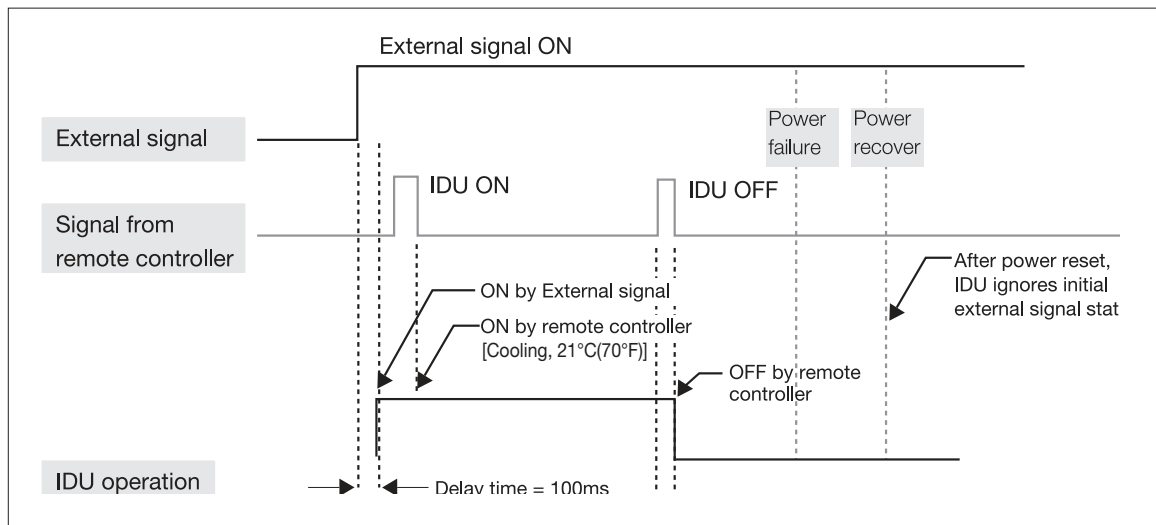 External signal ON
External signal
Power
failure
Power
recover
IDU ON
IDU OFF
Signal from
remote controller
After power reset,
IDU ignores initial
external signal stat
ON by External signal
ON by remote controller
[Cooling, 21°C(70°F)]
OFF by remote
controller
IDU operation
Delay time = 100ms